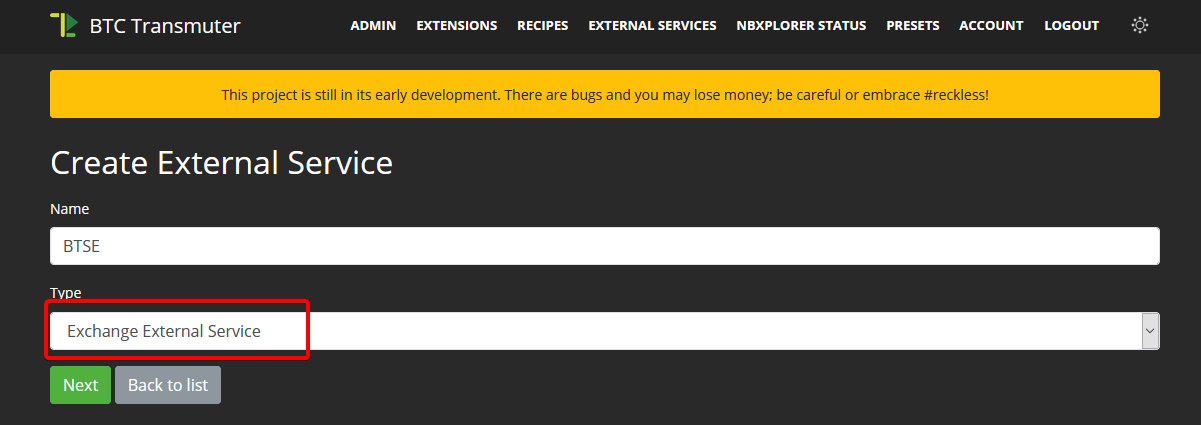 BTC Transmuter ADMIN EXTENSIONS RECIPES EXTERNAL SERVICES NBXPLORER STATUS PRESETS ACCOUNT LOGOUT
This project is still in its early development. There are bugs and you may lose money; be careful or embrace #reckless!
Create External Service
Name
BTSE
Type
Exchange External Service
Next Back to list